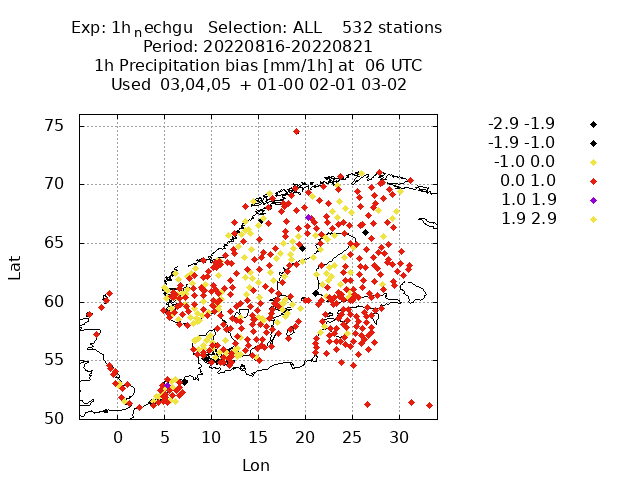 Exp: 1h nechgu Selection: ALL 532 stations
Period: 20220816-20220821
1h Precipitation bias [mm/1h] at 06 UTC
Used 03,04,05 + 01-00 02-01 03-02
-2.9 -1.9
-1.9 -1.0
-1.0 0.0
0.0 1.0
1.0 1.9
1.9 2.9
75
70
65
60
55
50
Lat
0 5 10 15 20 25 30
Lon